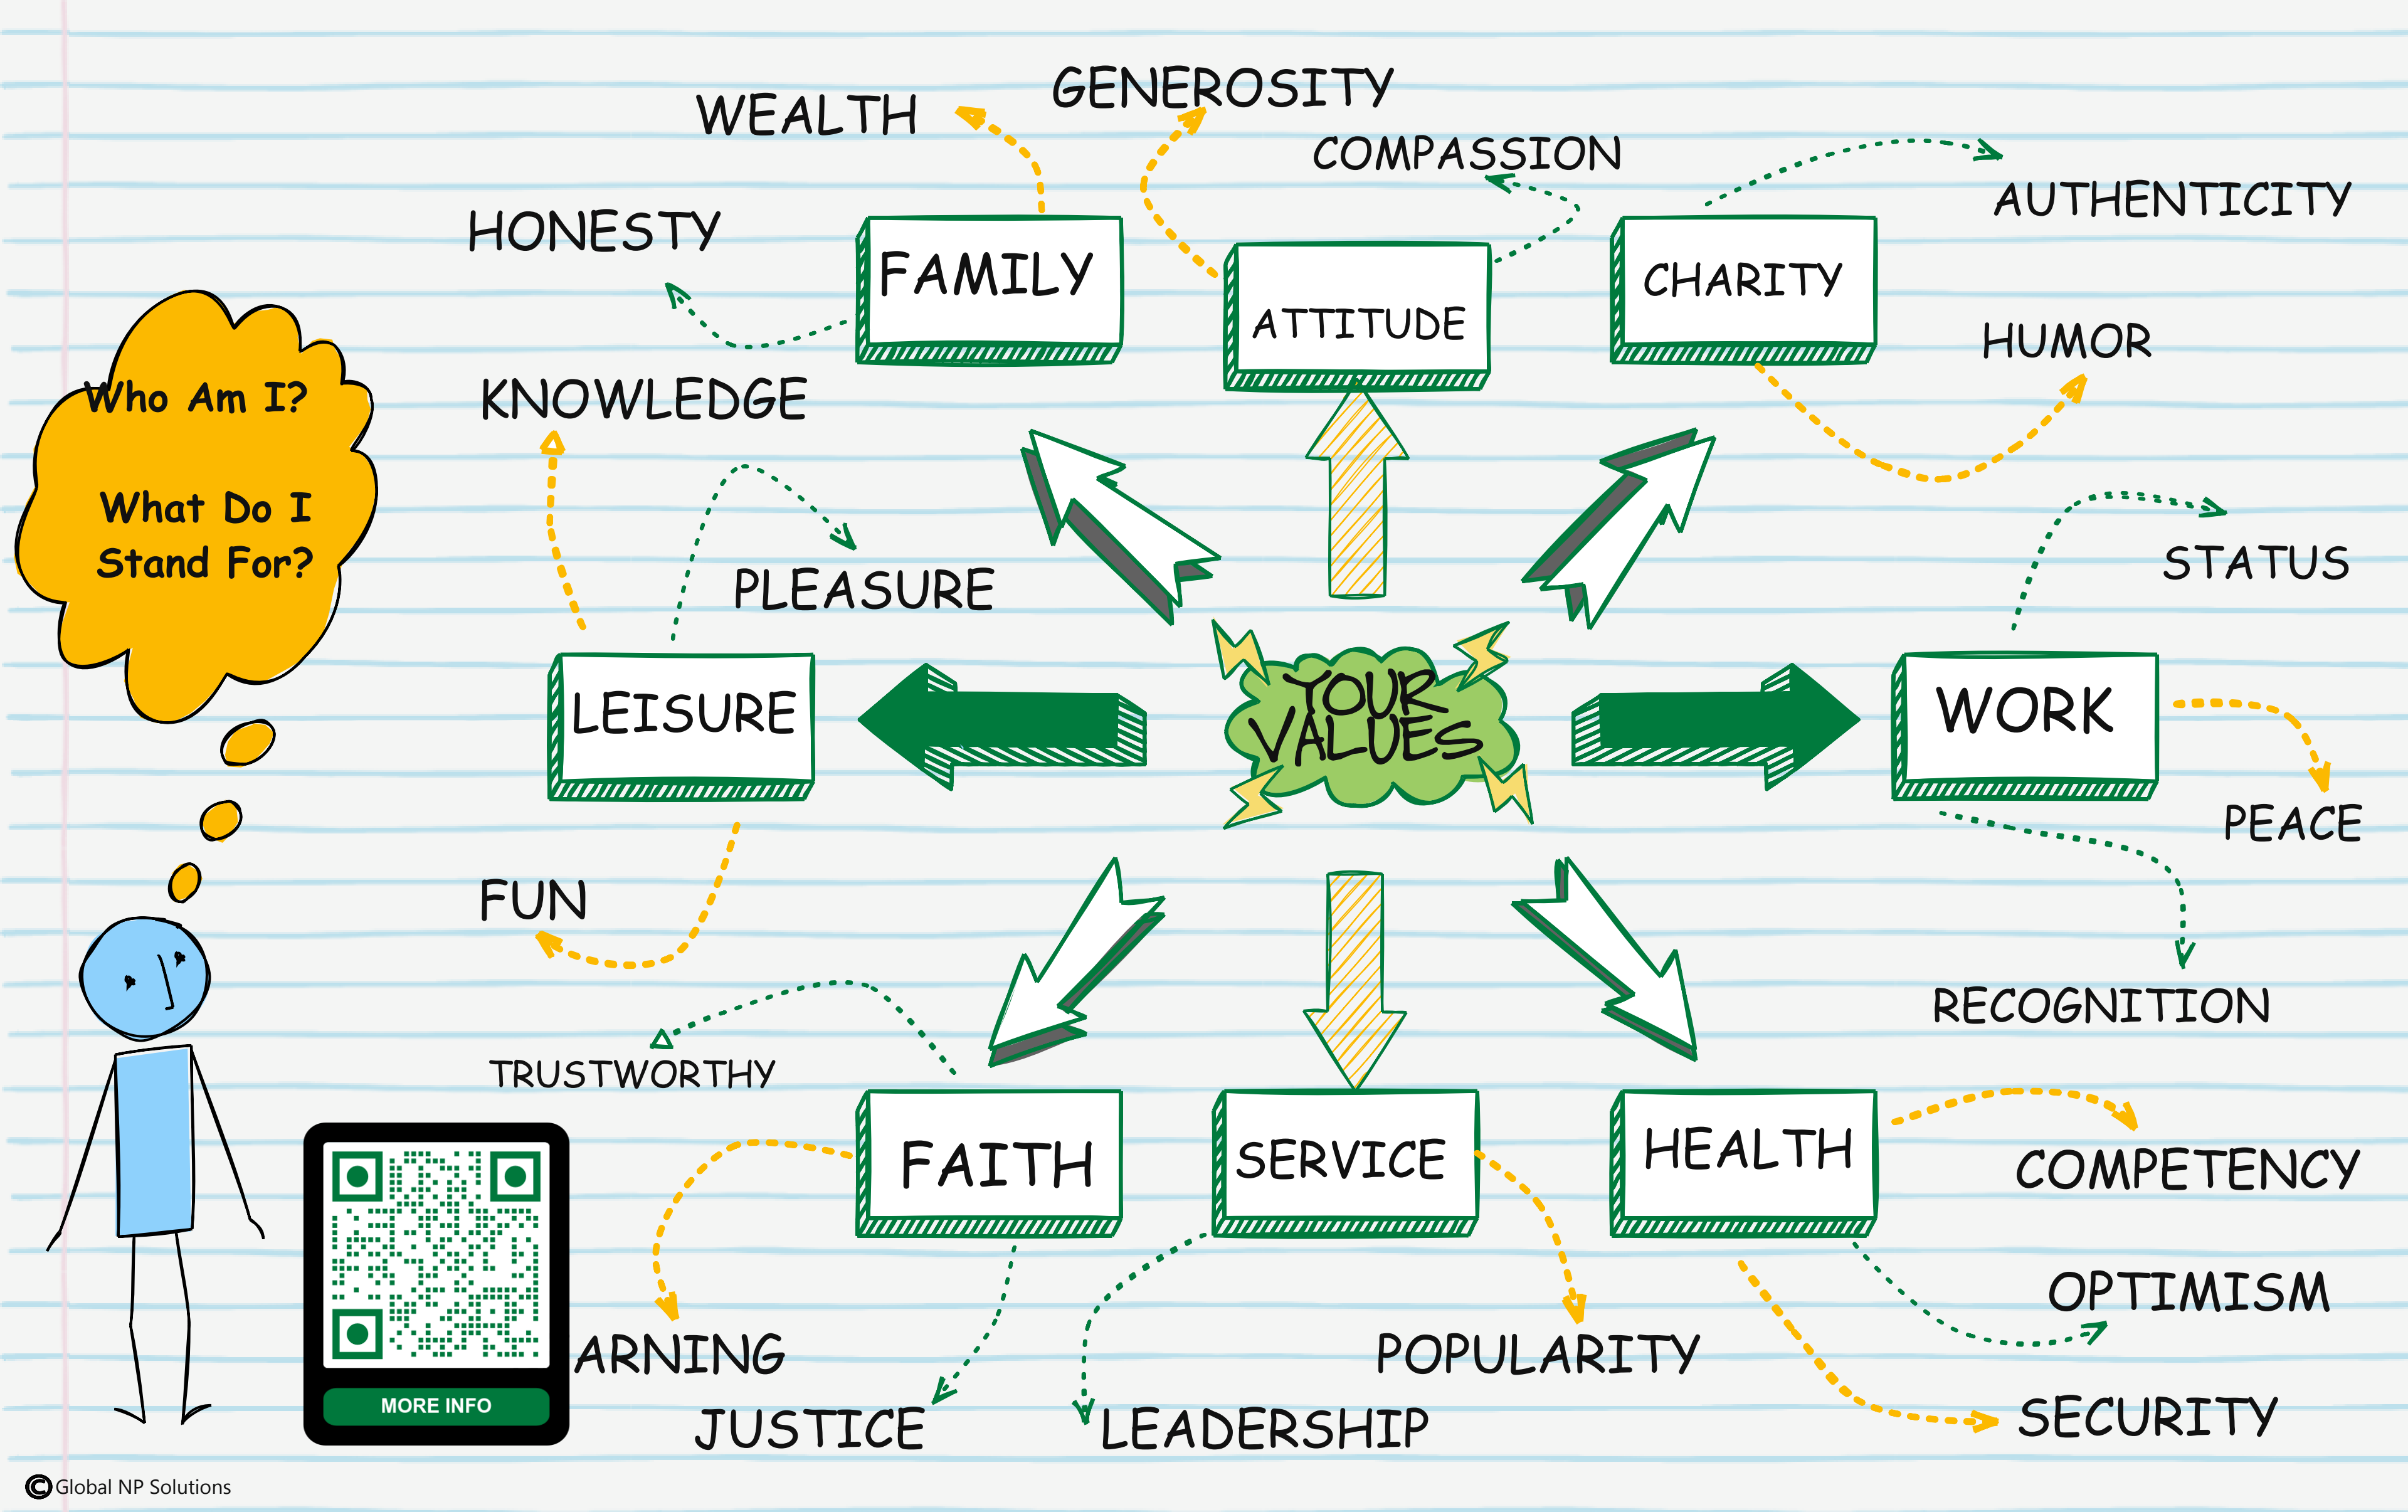 GENEROSITY
WEALTH
COMPASSION
AUTHENTICITY
HONESTY
FAMILY
ATTITUDE
CHARITY
HUMOR
Who Am I?
KNOWLEDGE
What Do I
Stand For?
PLEASURE
STATUS
LEISURE
YOUR
VALUES
WORK
PEACE
FUN
RECOGNITION
TRUSTWORTHY
FAITH
SERVICE
HEALTH
COMPETENCY
OPTIMISM
ARNING
POPULARITY
MORE INFO
JUSTICE
LEADERSHIP
SECURITY
© Global NP Solutions